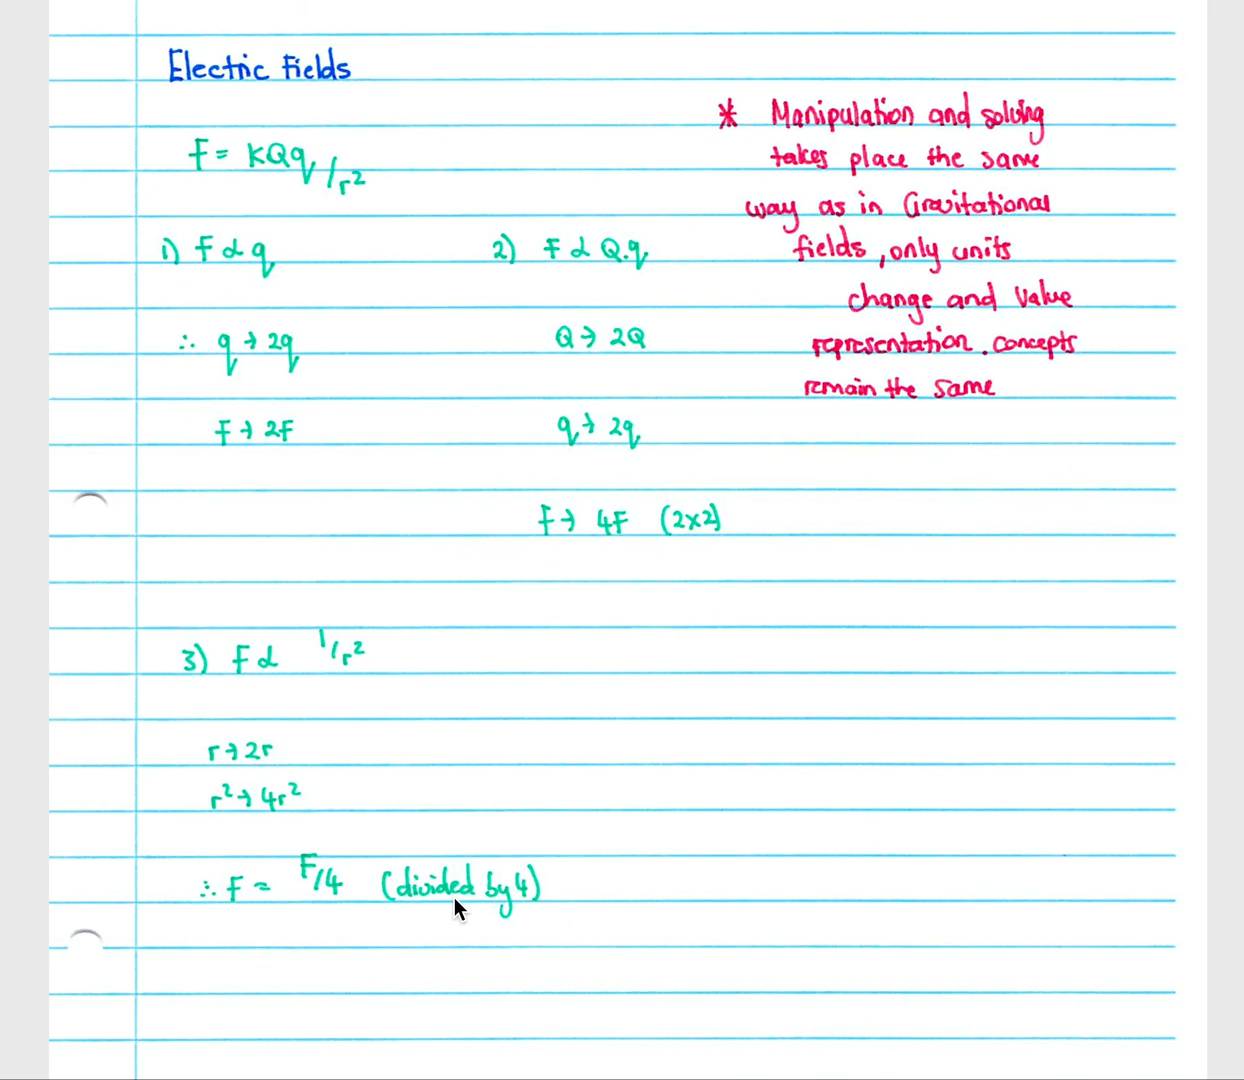 Electric Fields
* Manipulation and solving
takes place the same
way as in Gravitational
fields, only units
change and value
representation. concepts
remain the same
F = KQq/r²
1) F α q
2) F α Q.q
∴ q → 2q
Q → 2Q
F → 2F
q → 2q
F → 4F (2x2)
3) F α 1/r²
r → 2r
r² → 4r²
∴ F = F/4 (divided by 4)